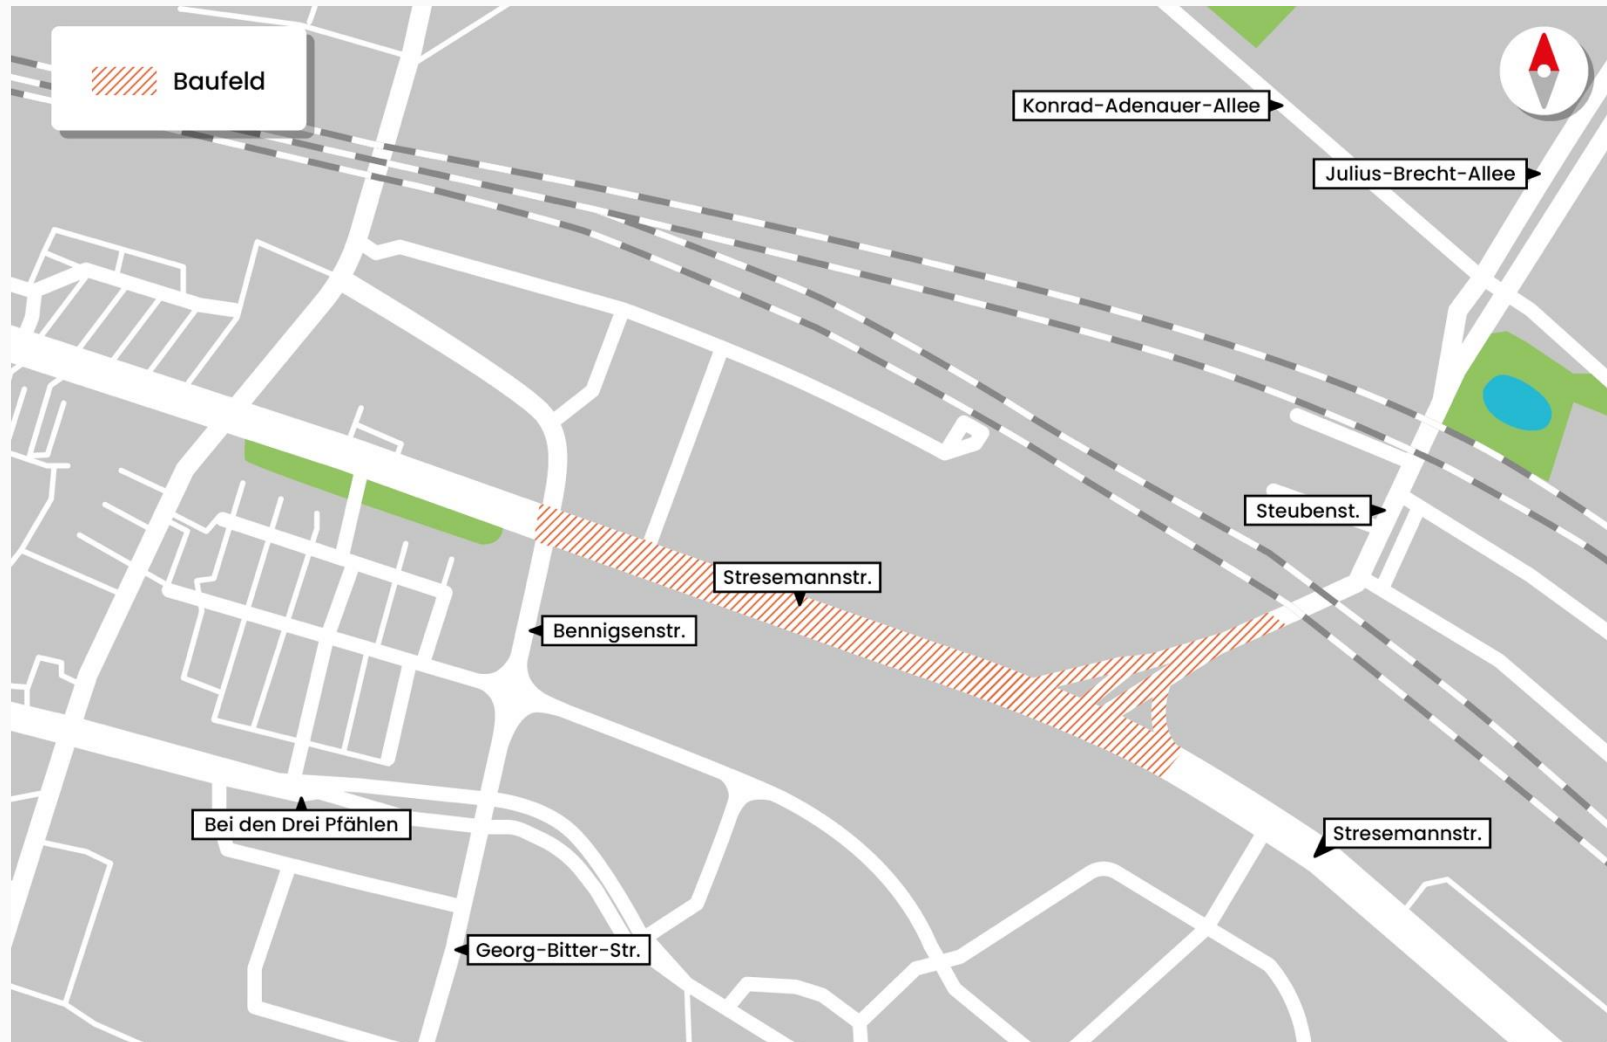 Baufeld
Konrad-Adenauer-Allee
Julius-Brecht-Allee
Steubenst.
Stresemannstr.
Bennigsenstr.
Bei den Drei Pfählen
Stresemannstr.
Georg-Bitter-Str.